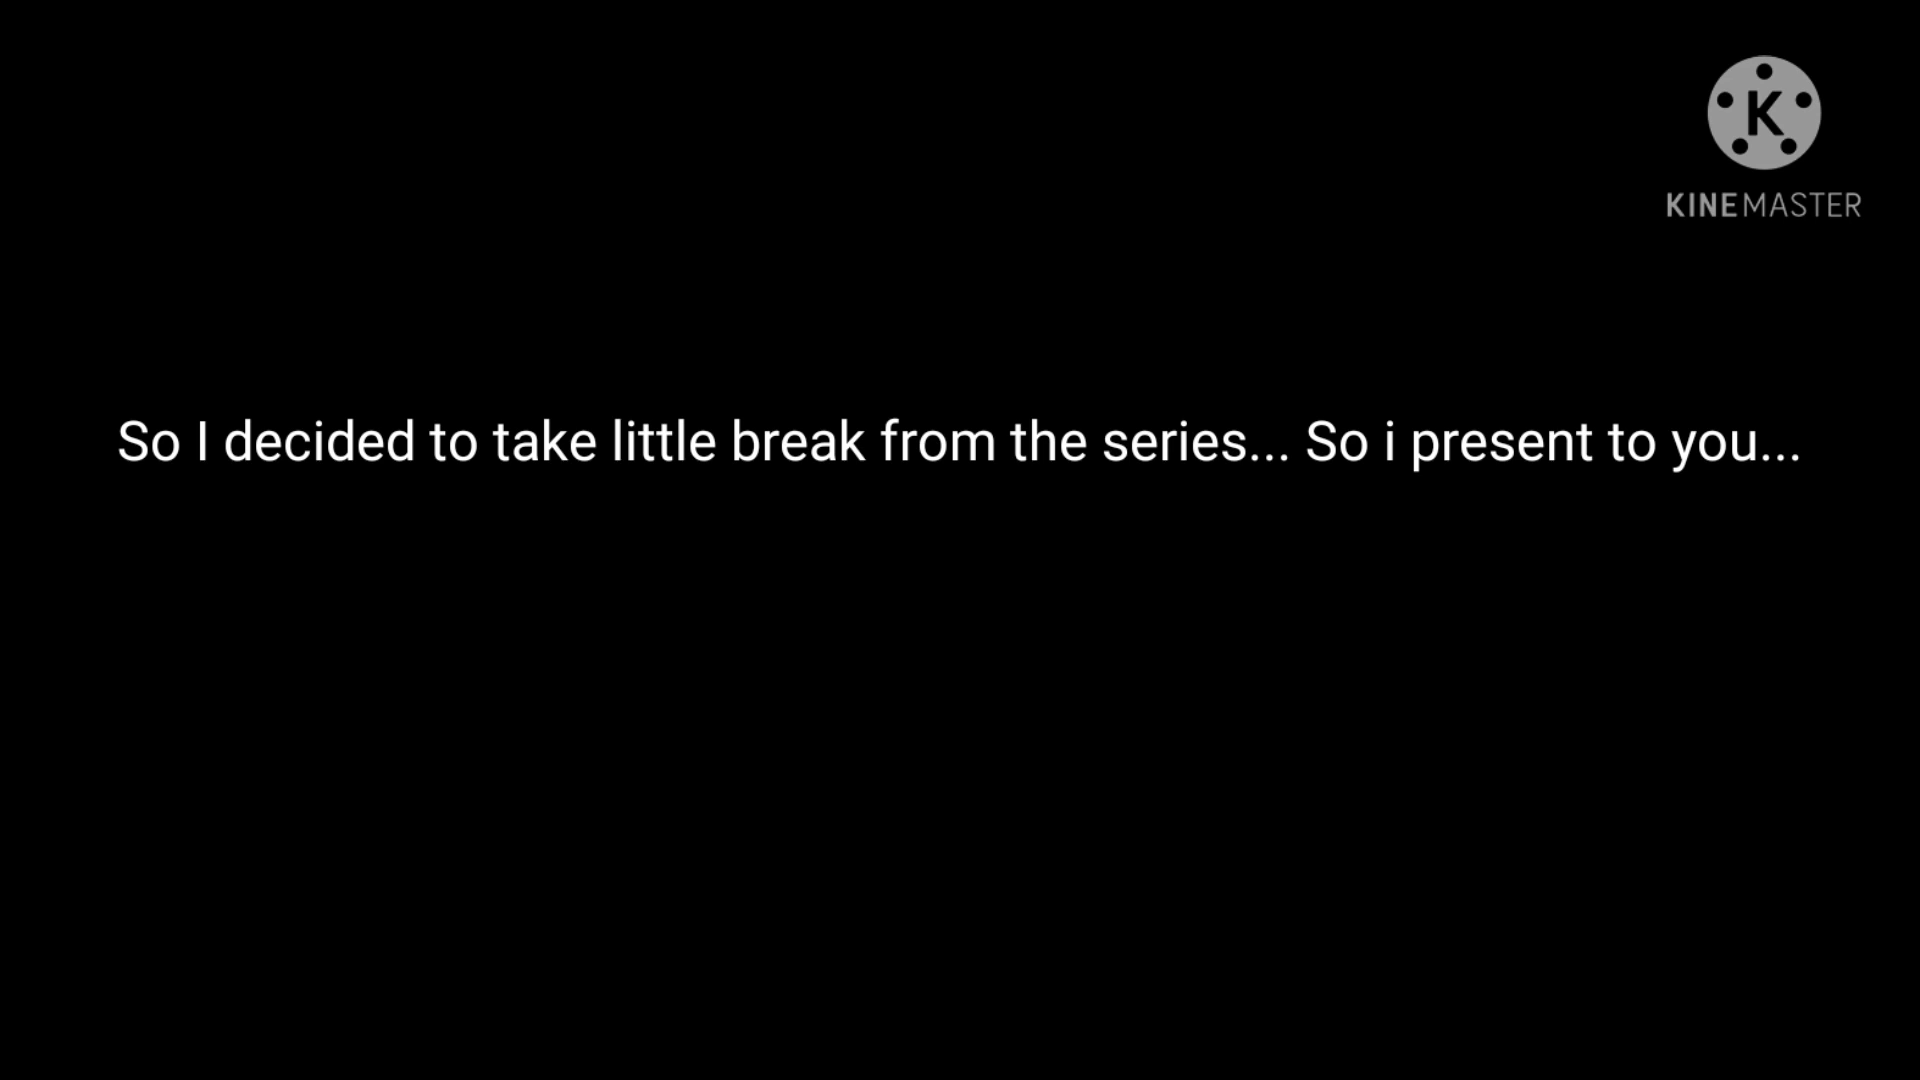 K
KINEMASTER
So I decided to take little break from the series... So i present to you...